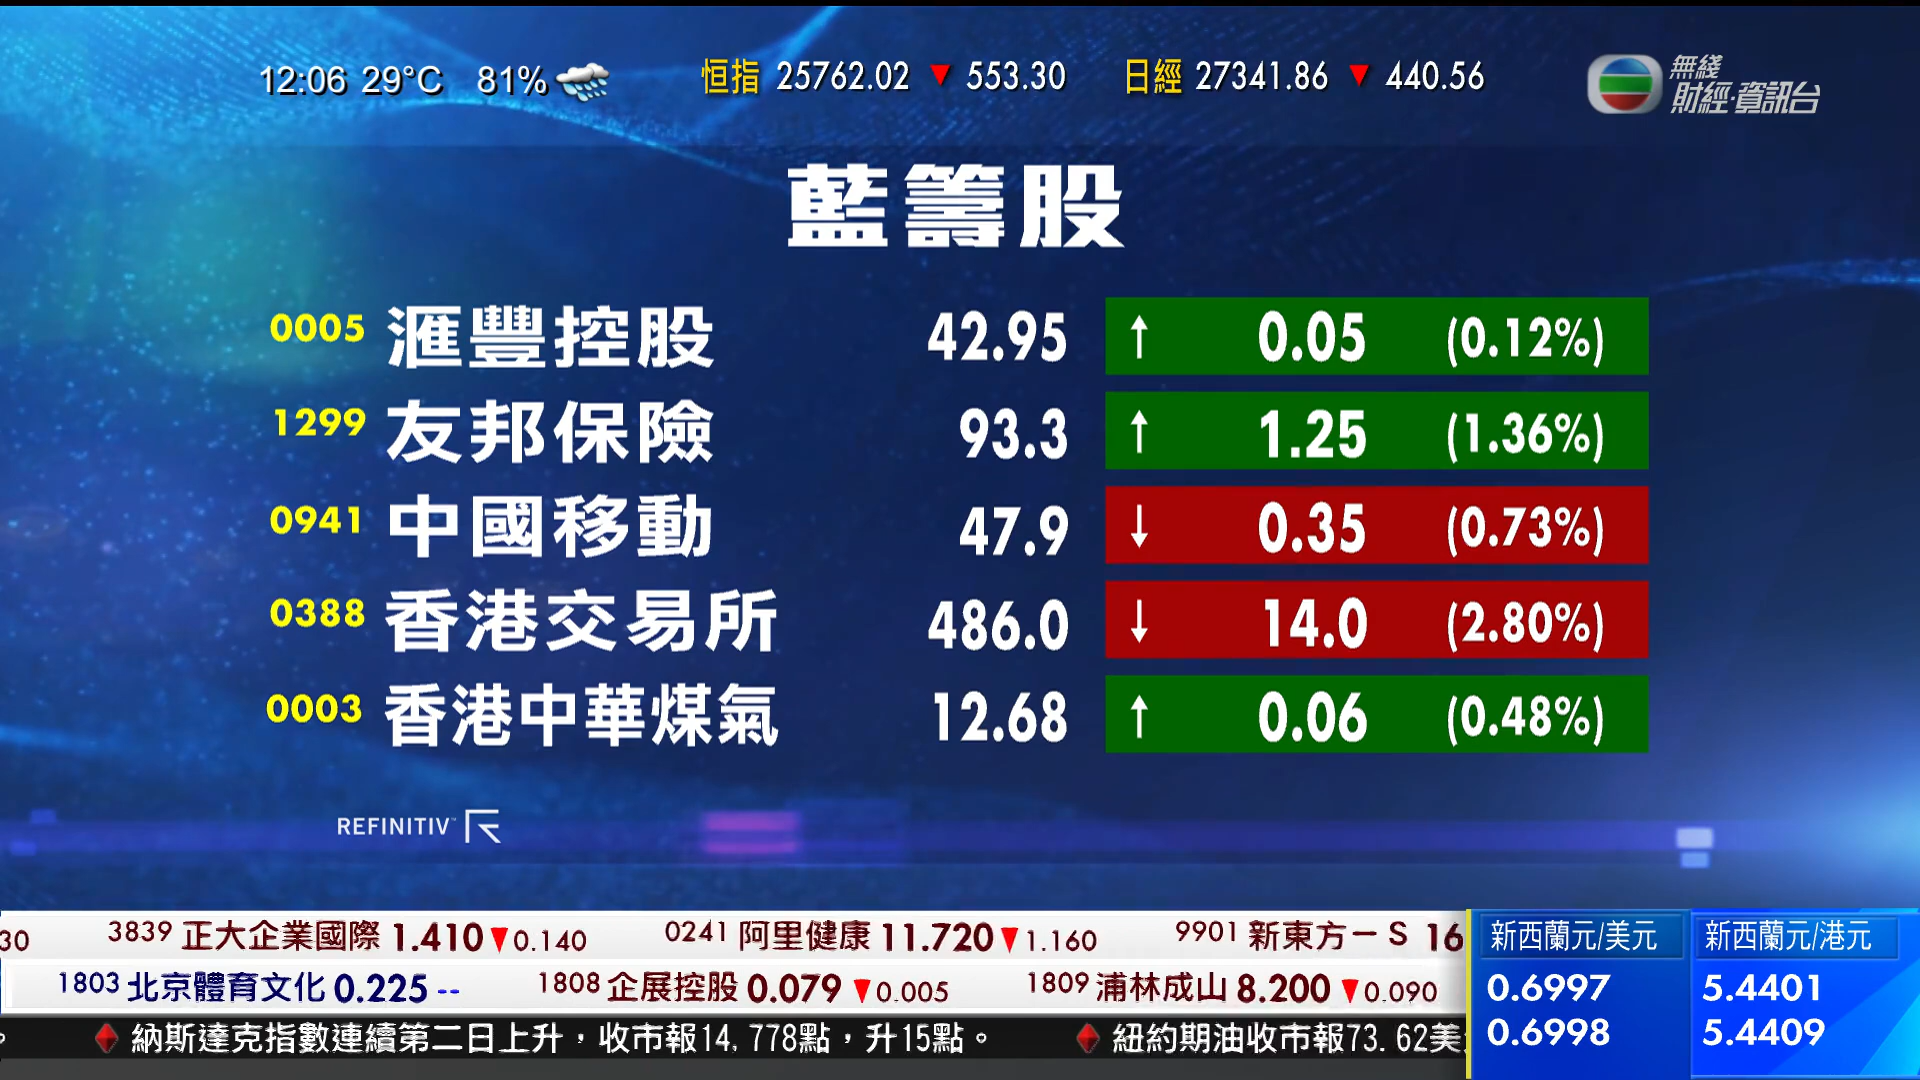 12:06 29°C 81% 恒指 25762.02 ▼ 553.30 日經 27341.86 ▼ 440.56
無綫
財經·資訊台
藍籌股
0005 滙豐控股 42.95 ↑ 0.05 (0.12%)
1299 友邦保險 93.3 ↑ 1.25 (1.36%)
0941 中國移動 47.9 ↓ 0.35 (0.73%)
0388 香港交易所 486.0 ↓ 14.0 (2.80%)
0003 香港中華煤氣 12.68 ↑ 0.06 (0.48%)
REFINITIV
30 3839 正大企業國際 1.410 ▼ 0.140 0241 阿里健康 11.720 ▼ 1.160 9901 新東方－S 16
1803 北京體育文化 0.225 -- 1808 企展控股 0.079 ▼ 0.005 1809 浦林成山 8.200 ▼ 0.090
♦ 納斯達克指數連續第二日上升，收市報14,778點，升15點。 ♦ 紐約期油收市報73.62美
新西蘭元/美元 新西蘭元/港元
0.6997 5.4401
0.6998 5.4409